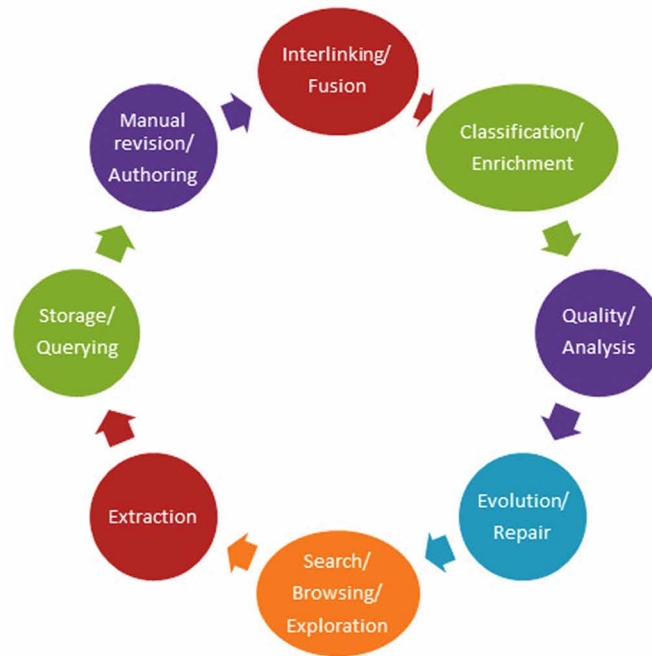 Interlinking/
Fusion
Classification/
Enrichment
Quality/
Analysis
Evolution/
Repair
Search/
Browsing/
Exploration
Extraction
Storage/
Querying
Manual
revision/
Authoring